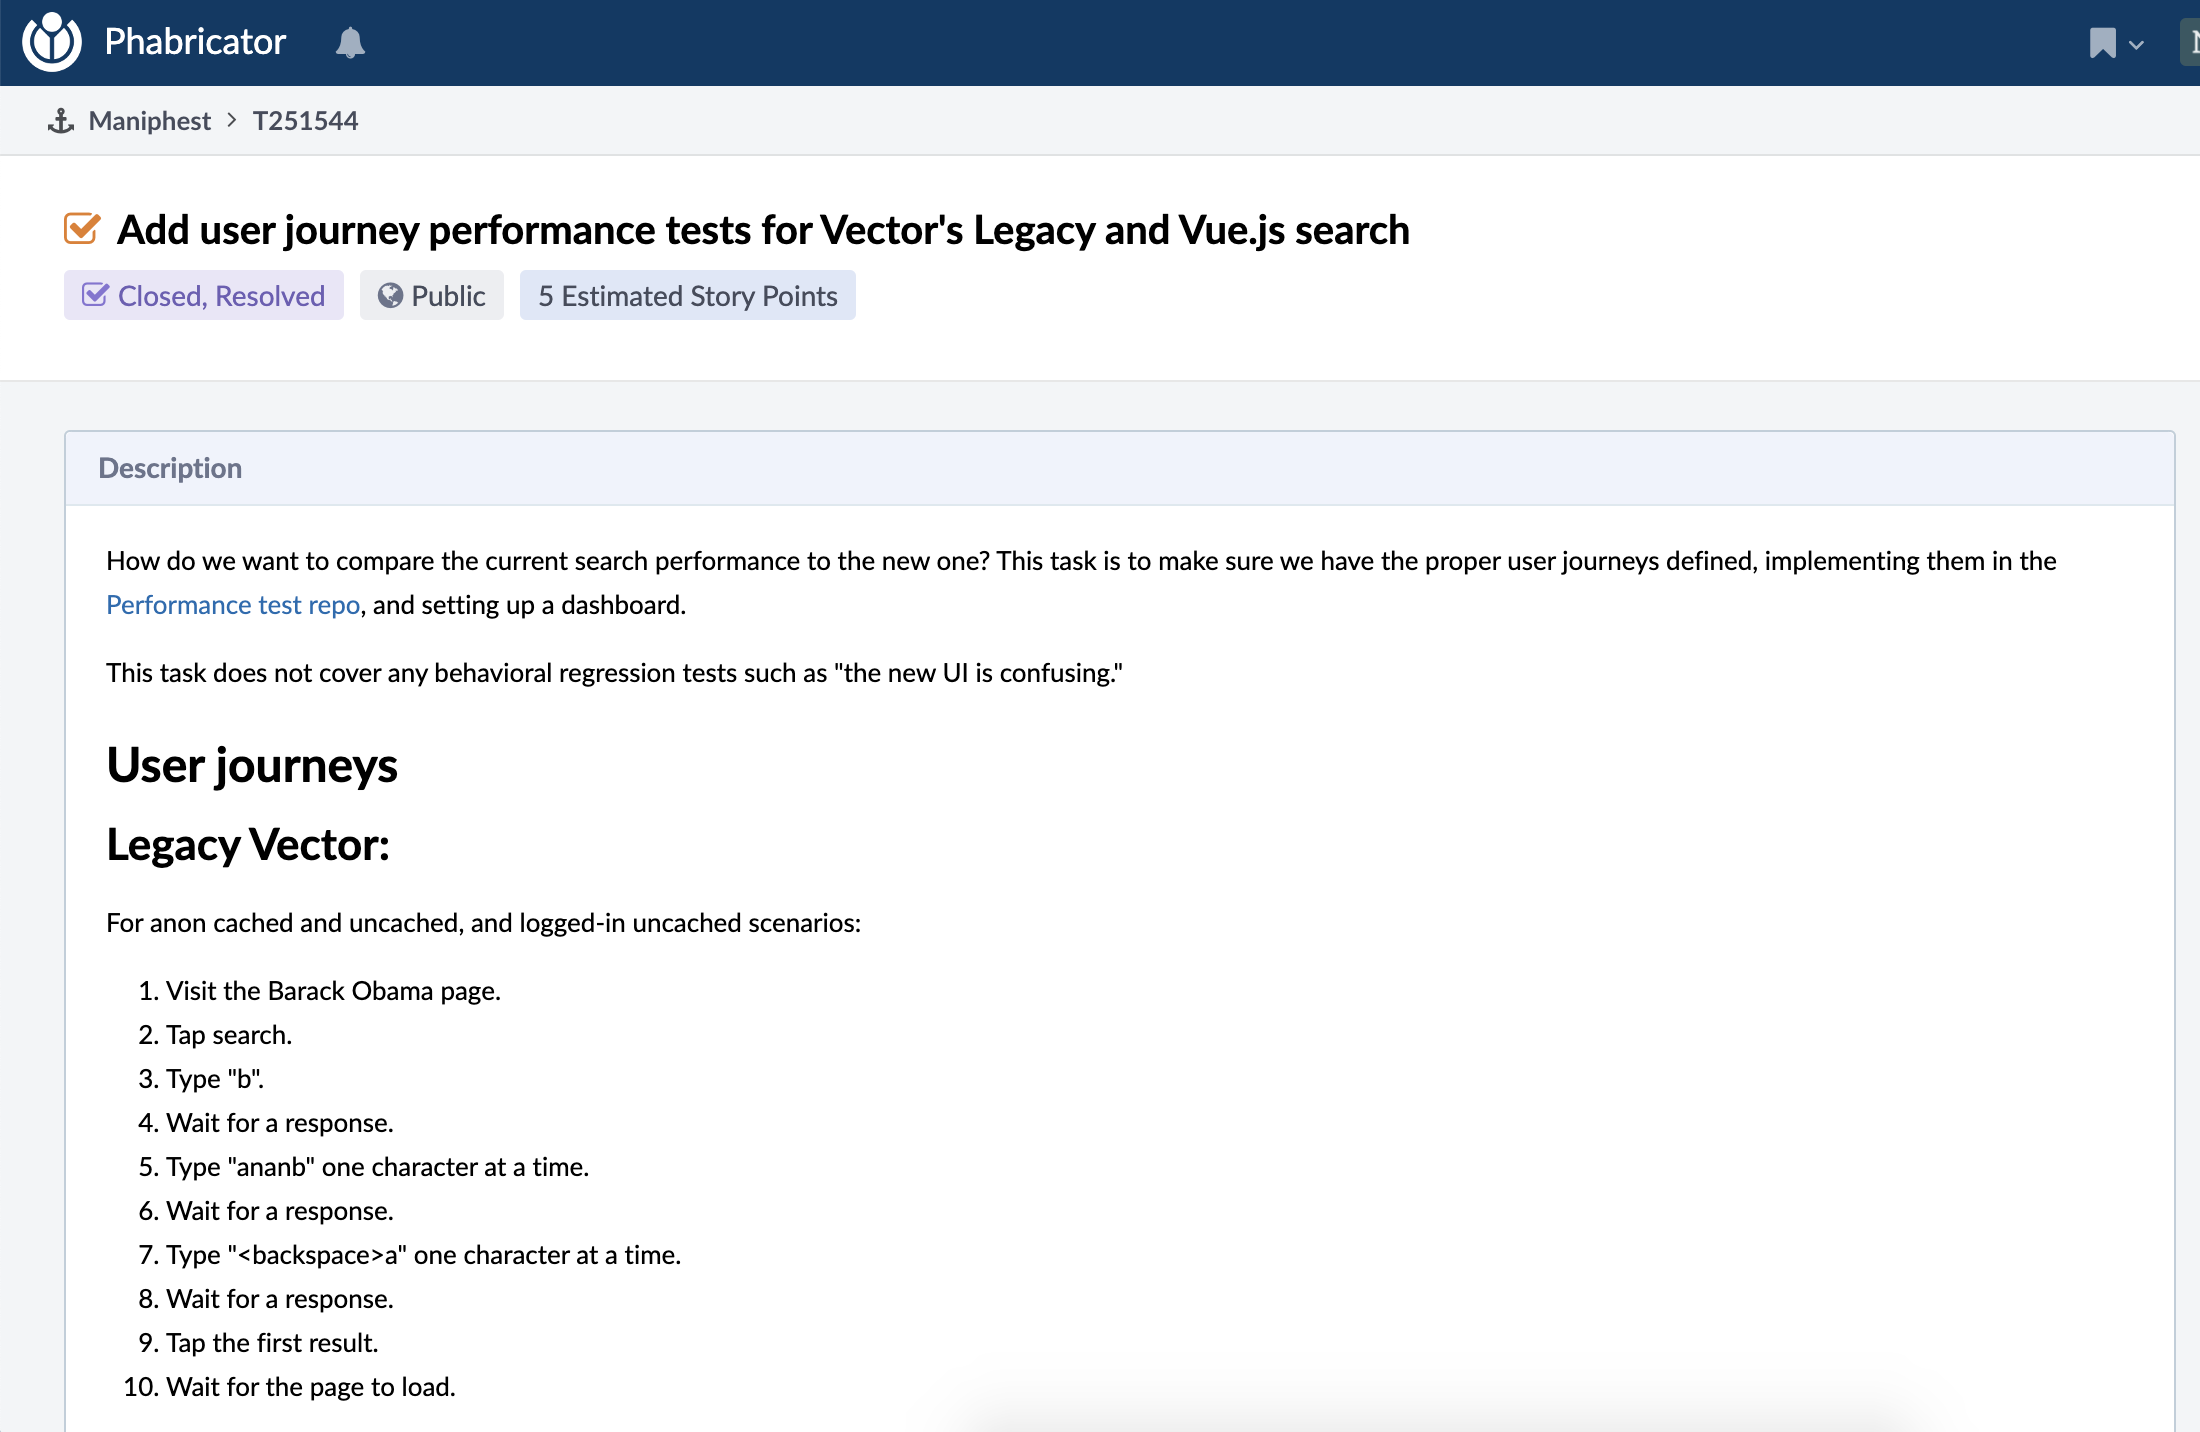 Phabricator
Maniphest > T251544
Add user journey performance tests for Vector's Legacy and Vue.js search
Closed, Resolved Public 5 Estimated Story Points
Description
How do we want to compare the current search performance to the new one? This task is to make sure we have the proper user journeys defined, implementing them in the
Performance test repo, and setting up a dashboard.
This task does not cover any behavioral regression tests such as "the new UI is confusing."
User journeys
Legacy Vector:
For anon cached and uncached, and logged-in uncached scenarios:
1. Visit the Barack Obama page.
2. Tap search.
3. Type "b".
4. Wait for a response.
5. Type "ananb" one character at a time.
6. Wait for a response.
7. Type "<backspace>a" one character at a time.
8. Wait for a response.
9. Tap the first result.
10. Wait for the page to load.